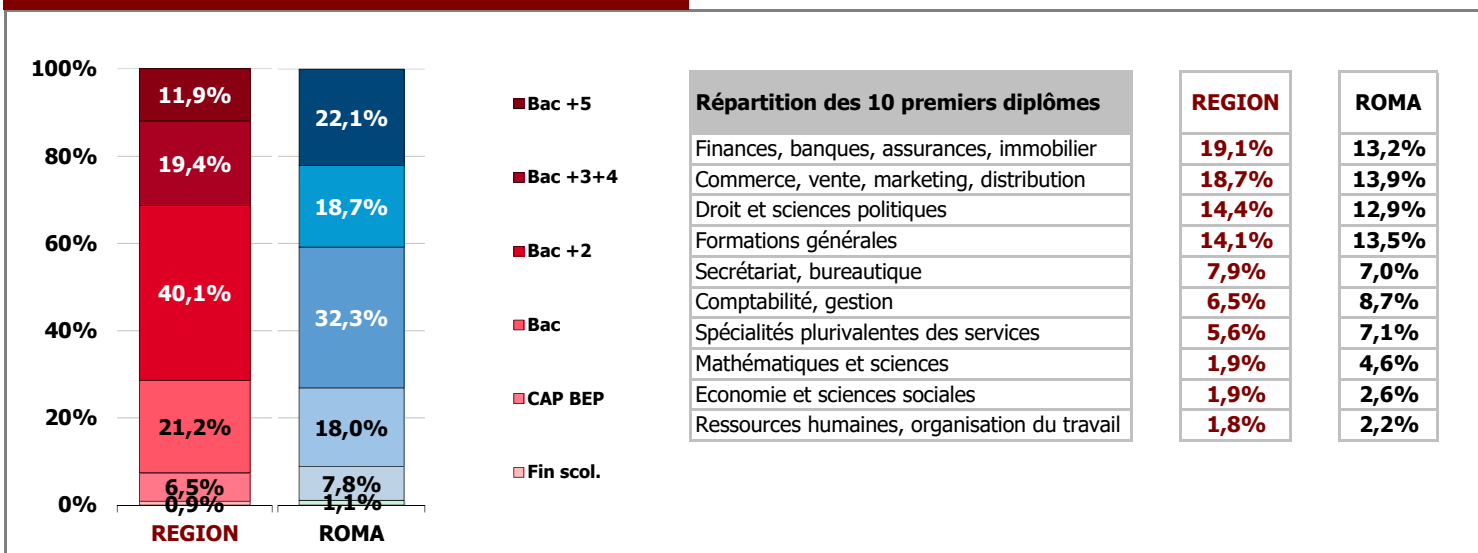 100%
80%
60%
40%
20%
0%
11,9%
19,4%
40,1%
21,2%
6,5%
0,9%
REGION
22,1%
18,7%
32,3%
18,0%
7,8%
1,1%
ROMA
Bac +5
Bac +3+4
Bac +2
Bac
CAP BEP
Fin scol.
Répartition des 10 premiers diplômes REGION ROMA
Finances, banques, assurances, immobilier 19,1% 13,2%
Commerce, vente, marketing, distribution 18,7% 13,9%
Droit et sciences politiques 14,4% 12,9%
Formations générales 14,1% 13,5%
Secrétariat, bureautique 7,9% 7,0%
Comptabilité, gestion 6,5% 8,7%
Spécialités plurivalentes des services 5,6% 7,1%
Mathématiques et sciences 1,9% 4,6%
Economie et sciences sociales 1,9% 2,6%
Ressources humaines, organisation du travail 1,8% 2,2%